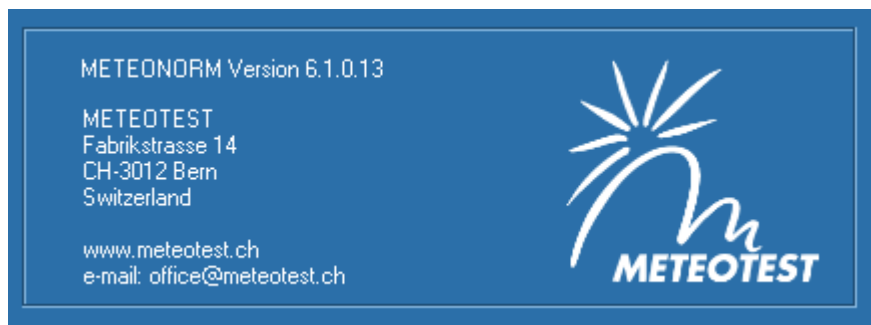 METEONORM Version 6.1.0.13
METEOTEST
Fabrikstrasse 14
CH-3012 Bern
Switzerland
www.meteotest.ch
e-mail: office@meteotest.ch
METEOTEST